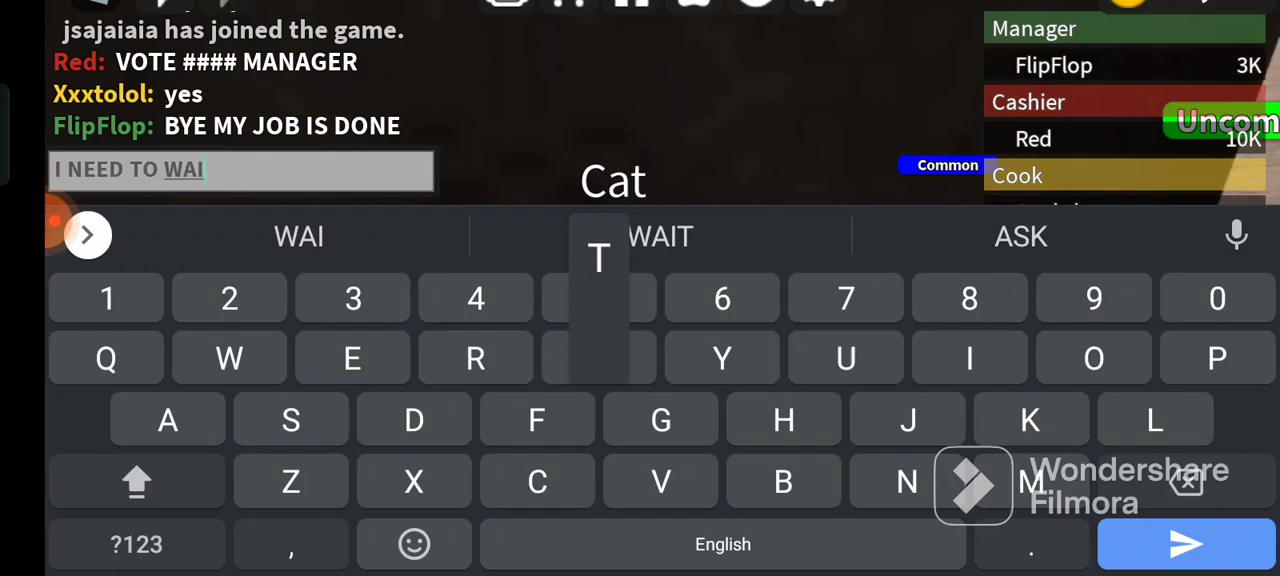 jsajaiaia has joined the game.
Red: VOTE #### MANAGER
Xxxtolol: yes
FlipFlop: BYE MY JOB IS DONE
I NEED TO WAI
Manager
FlipFlop 3K
Cashier
Red 10K
Cook
Uncom
Common
Cat
WAI WAIT ASK
T
1 2 3 4 6 7 8 9 0
Q W E R Y U I O P
A S D F G H J K L
Z X C V B N M
?123 , English .
Wondershare
Filmora